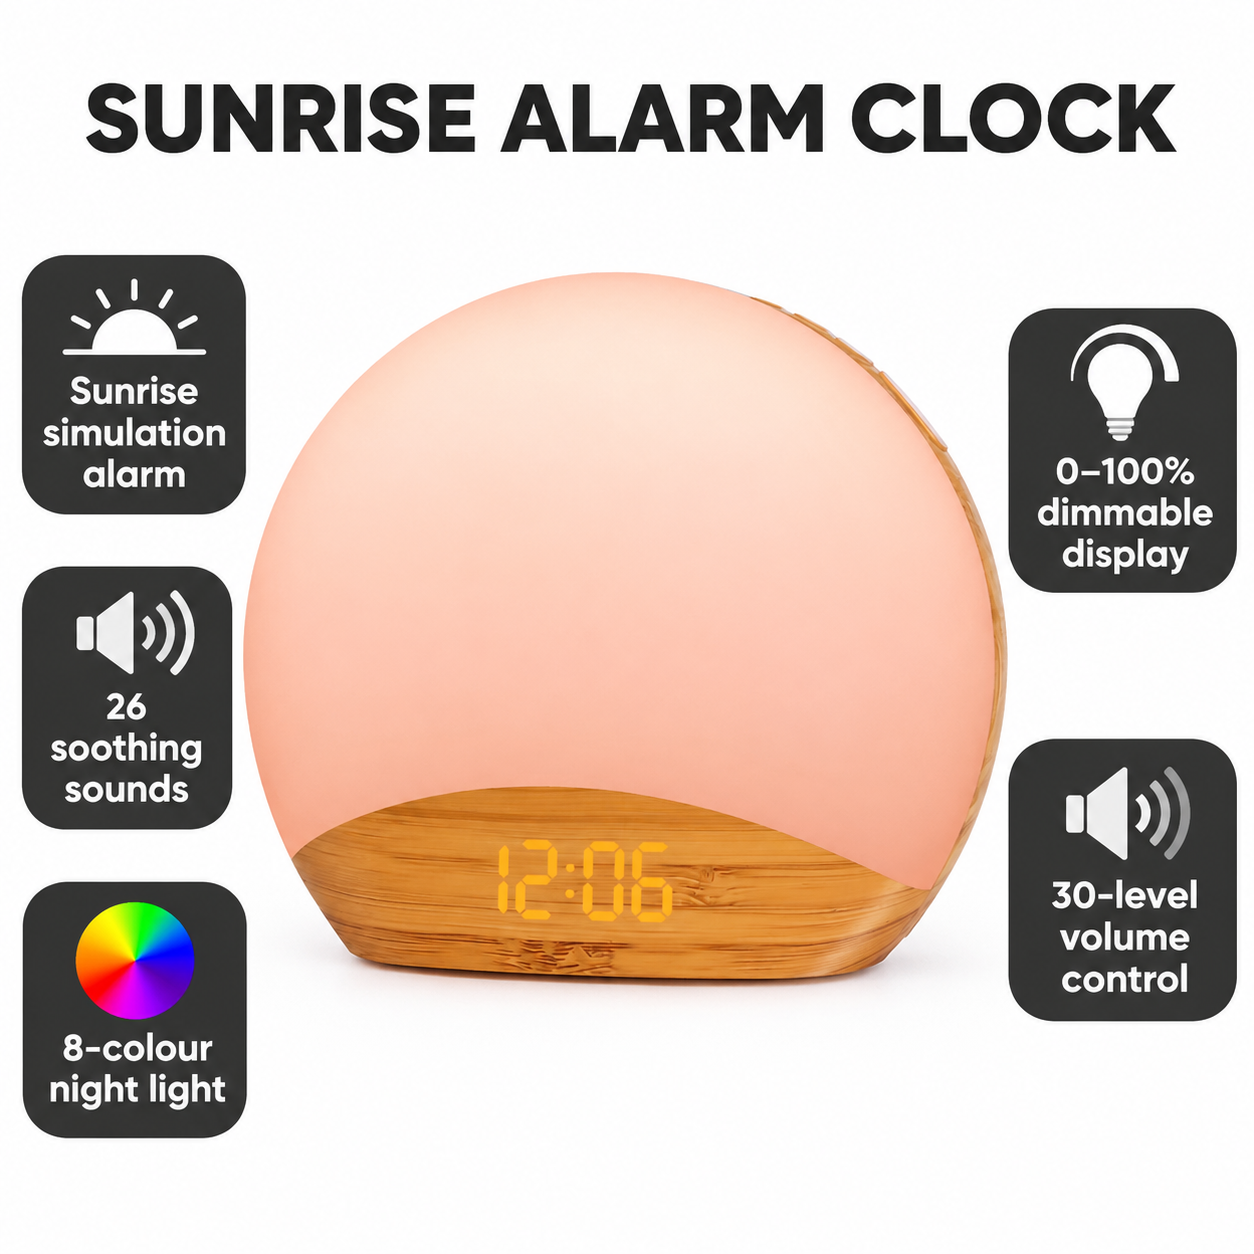 SUNRISE ALARM CLOCK
Sunrise
simulation
alarm
26
soothing
sounds
8-colour
night light
12:06
0–100%
dimmable
display
30-level
volume
control